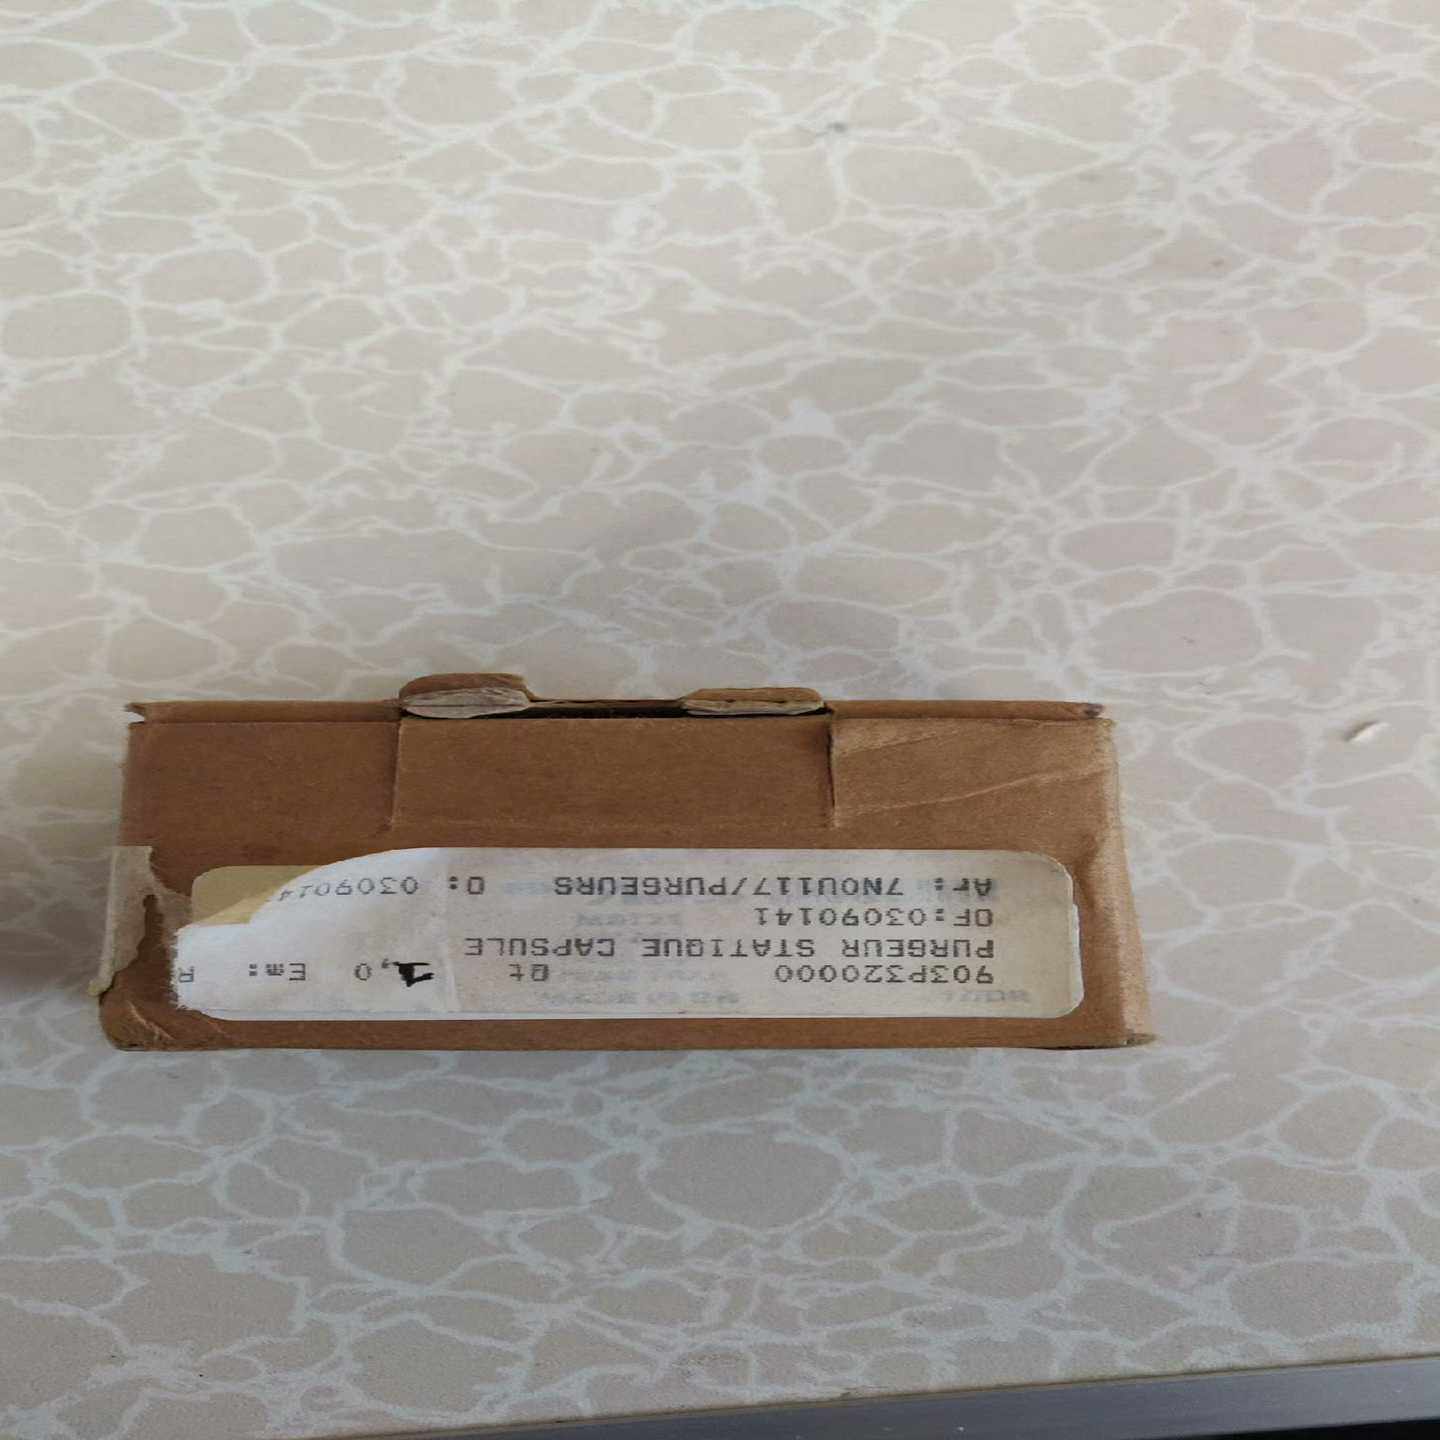 903P320000 Qt 1,0 Em: R
PURGEUR STATIQUE CAPSULE
OF:03090141
Ar: 7NOU117/PURGEURS O: 0309014